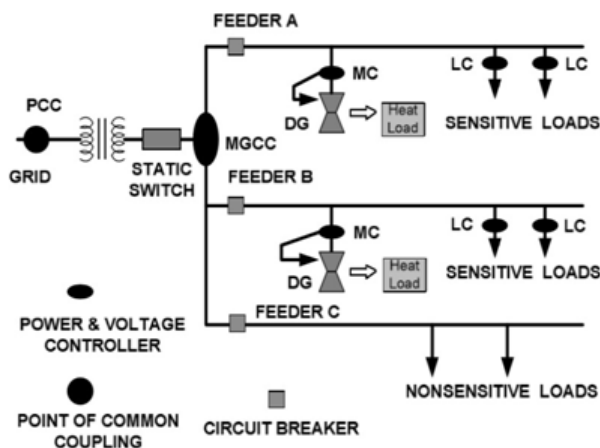 FEEDER A
MC
DG
Heat
Load
LC
LC
SENSITIVE LOADS
PCC
GRID
STATIC
SWITCH
MGCC
FEEDER B
MC
DG
Heat
Load
LC
LC
SENSITIVE LOADS
FEEDER C
NONSENSITIVE LOADS
POWER & VOLTAGE
CONTROLLER
POINT OF COMMON
COUPLING
CIRCUIT BREAKER